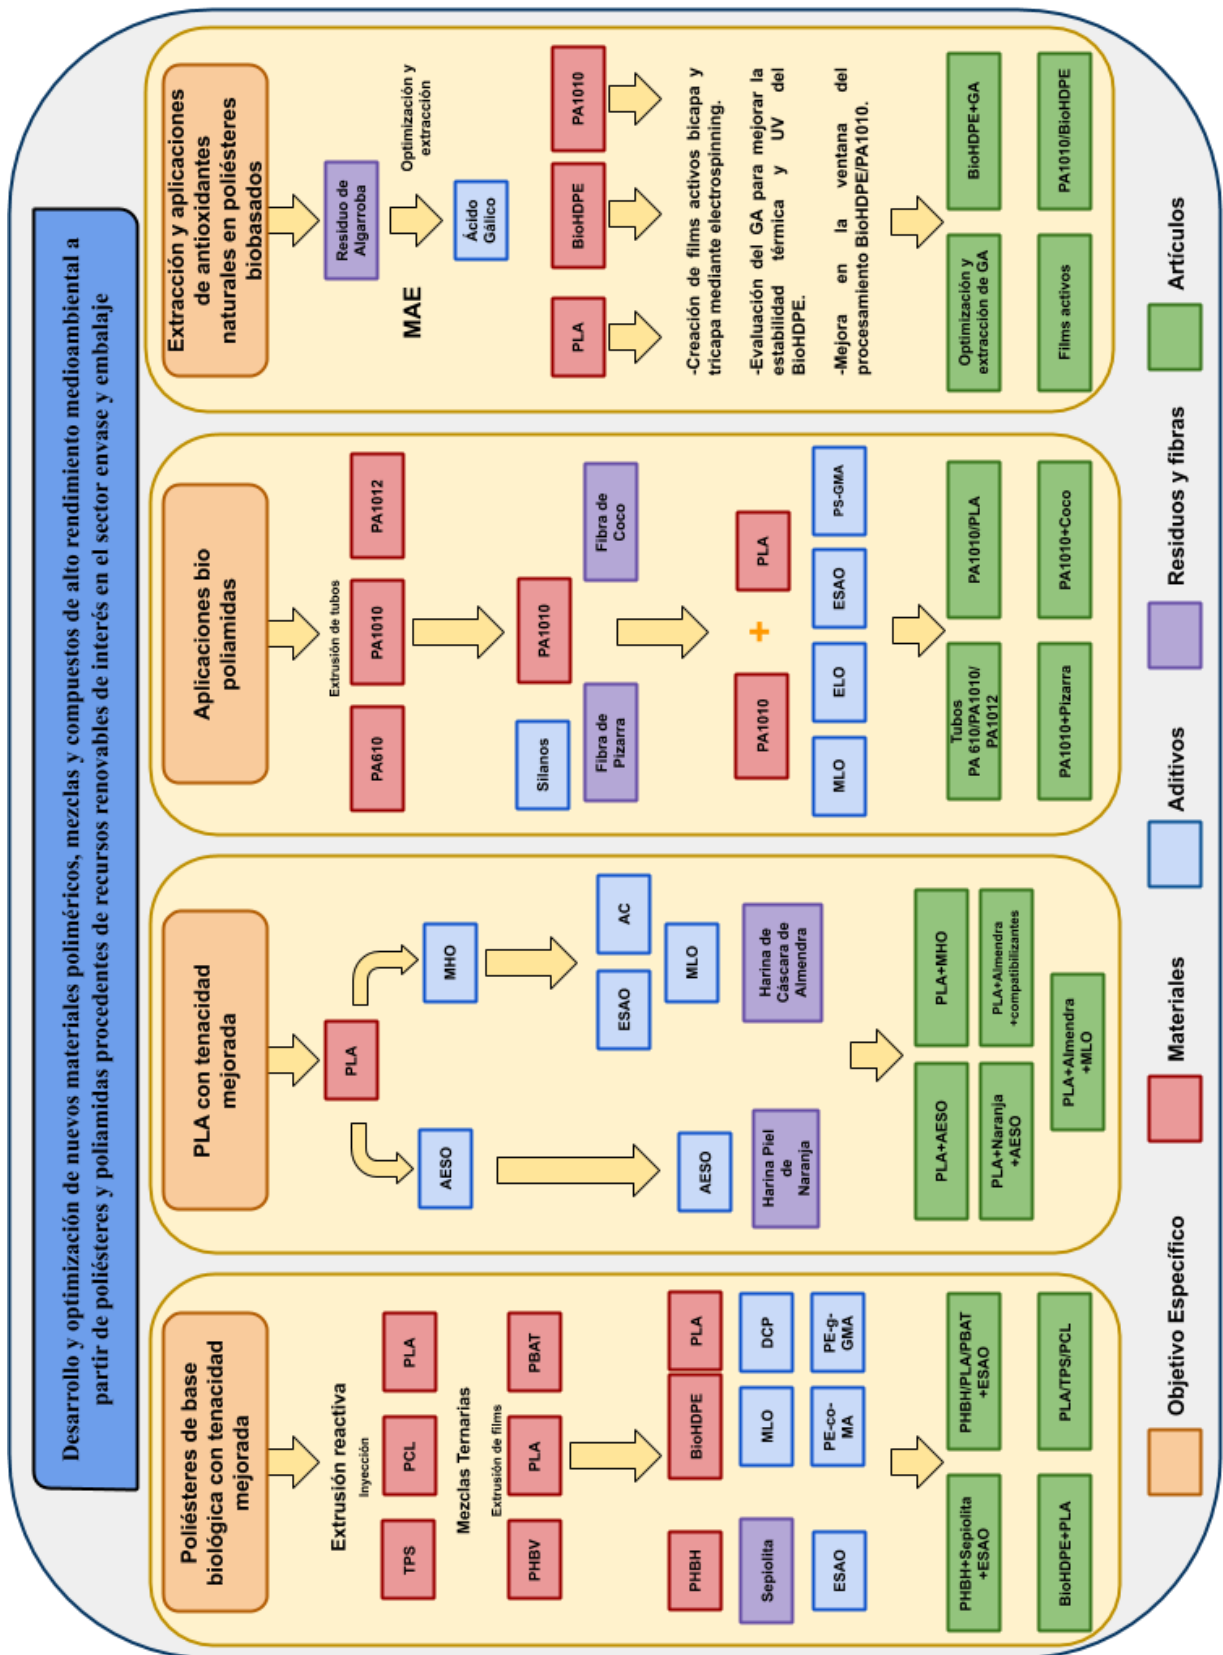 Desarrollo y optimización de nuevos materiales poliméricos, mezclas y compuestos de alto rendimiento medioambiental a
partir de poliésteres y poliamidas procedentes de recursos renovables de interés en el sector envase y embalaje
Poliésteres de base
biológica con tenacidad
mejorada
Extrusión reactiva
Inyección
TPS
PCL
PLA
Mezclas Ternarias
Extrusión de films
PHBV
PLA
PBAT
PHBH
BioHDPE
PLA
Sepiolita
MLO
DCP
ESAO
PE-co-
MA
PE-g-
GMA
PHBH+Sepiolita
+ESAO
PHBH/PLA/PBAT
+ESAO
BioHDPE+PLA
PLA/TPS/PCL
PLA con tenacidad
mejorada
PLA
AESO
MHO
ESAO
AC
AESO
MLO
Harina Piel
de
Naranja
Harina de
Cáscara de
Almendra
PLA+AESO
PLA+MHO
PLA+Naranja
+AESO
PLA+Almendra
+compatibilizantes
PLA+Almendra
+MLO
Aplicaciones bio
poliamidas
Extrusión de tubos
PA610
PA1010
PA1012
Silanos
PA1010
Fibra de
Pizarra
Fibra de
Coco
PA1010
+
PLA
MLO
ELO
ESAO
PS-GMA
Tubos
PA 610/PA1010/
PA1012
PA1010/PLA
PA1010+Pizarra
PA1010+Coco
Extracción y aplicaciones
de antioxidantes
naturales en poliésteres
biobasados
Residuo de
Algarroba
MAE
Optimización y
extracción
Ácido
Gálico
PLA
BioHDPE
PA1010
-Creación de films activos bicapa y
tricapa mediante electrospinning.
-Evaluación del GA para mejorar la
estabilidad térmica y UV del
BioHDPE.
-Mejora en la ventana del
procesamiento BioHDPE/PA1010.
Optimización y
extracción de GA
BioHDPE+GA
Films activos
PA1010/BioHDPE
Objetivo Específico
Materiales
Aditivos
Residuos y fibras
Artículos